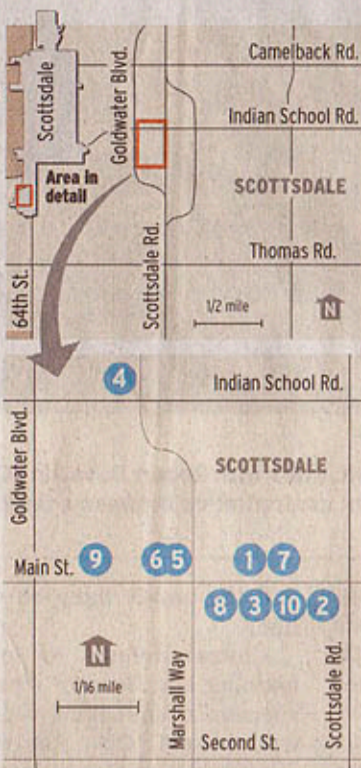 Camelback Rd.
Scottsdale
Goldwater Blvd.
Indian School Rd.
Area in
detail
SCOTTSDALE
Thomas Rd.
64th St.
Scottsdale Rd.
1/2 mile
N
4
Indian School Rd.
Goldwater Blvd.
SCOTTSDALE
Main St.
9
6
5
1
7
8
3
10
2
N
1/16 mile
Marshall Way
Scottsdale Rd.
Second St.